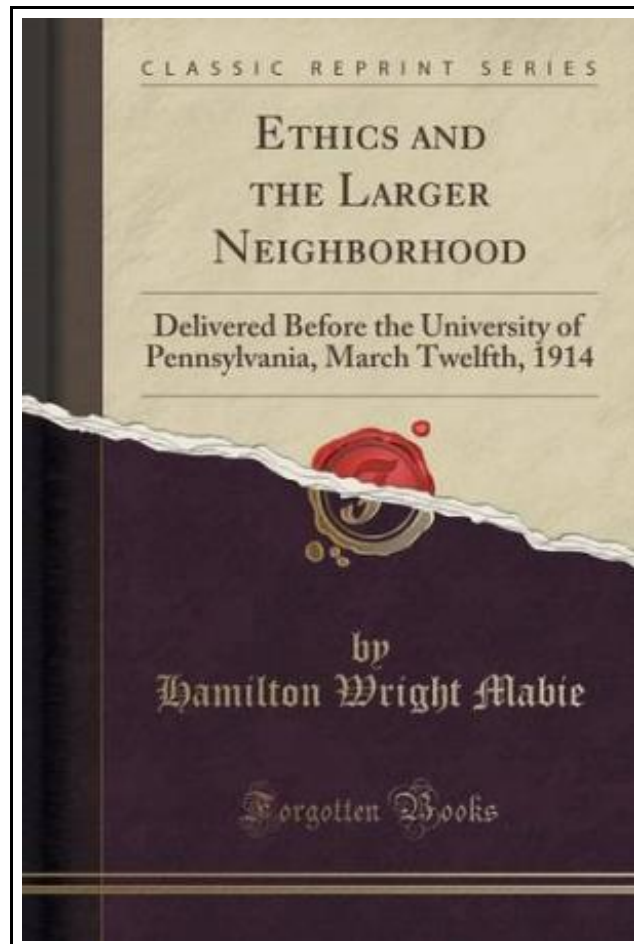 CLASSIC REPRINT SERIES
ETHICS AND
THE LARGER
NEIGHBORHOOD
Delivered Before the University of
Pennsylvania, March Twelfth, 1914
by
Hamilton Wright Mabie
Forgotten Books